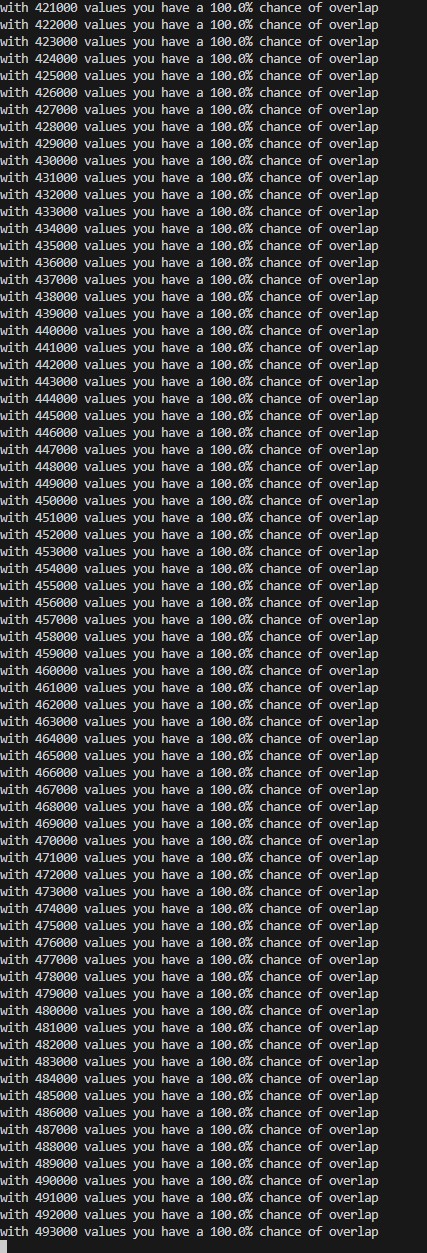 with 421000 values you have a 100.0% chance of overlap
with 422000 values you have a 100.0% chance of overlap
with 423000 values you have a 100.0% chance of overlap
with 424000 values you have a 100.0% chance of overlap
with 425000 values you have a 100.0% chance of overlap
with 426000 values you have a 100.0% chance of overlap
with 427000 values you have a 100.0% chance of overlap
with 428000 values you have a 100.0% chance of overlap
with 429000 values you have a 100.0% chance of overlap
with 430000 values you have a 100.0% chance of overlap
with 431000 values you have a 100.0% chance of overlap
with 432000 values you have a 100.0% chance of overlap
with 433000 values you have a 100.0% chance of overlap
with 434000 values you have a 100.0% chance of overlap
with 435000 values you have a 100.0% chance of overlap
with 436000 values you have a 100.0% chance of overlap
with 437000 values you have a 100.0% chance of overlap
with 438000 values you have a 100.0% chance of overlap
with 439000 values you have a 100.0% chance of overlap
with 440000 values you have a 100.0% chance of overlap
with 441000 values you have a 100.0% chance of overlap
with 442000 values you have a 100.0% chance of overlap
with 443000 values you have a 100.0% chance of overlap
with 444000 values you have a 100.0% chance of overlap
with 445000 values you have a 100.0% chance of overlap
with 446000 values you have a 100.0% chance of overlap
with 447000 values you have a 100.0% chance of overlap
with 448000 values you have a 100.0% chance of overlap
with 449000 values you have a 100.0% chance of overlap
with 450000 values you have a 100.0% chance of overlap
with 451000 values you have a 100.0% chance of overlap
with 452000 values you have a 100.0% chance of overlap
with 453000 values you have a 100.0% chance of overlap
with 454000 values you have a 100.0% chance of overlap
with 455000 values you have a 100.0% chance of overlap
with 456000 values you have a 100.0% chance of overlap
with 457000 values you have a 100.0% chance of overlap
with 458000 values you have a 100.0% chance of overlap
with 459000 values you have a 100.0% chance of overlap
with 460000 values you have a 100.0% chance of overlap
with 461000 values you have a 100.0% chance of overlap
with 462000 values you have a 100.0% chance of overlap
with 463000 values you have a 100.0% chance of overlap
with 464000 values you have a 100.0% chance of overlap
with 465000 values you have a 100.0% chance of overlap
with 466000 values you have a 100.0% chance of overlap
with 467000 values you have a 100.0% chance of overlap
with 468000 values you have a 100.0% chance of overlap
with 469000 values you have a 100.0% chance of overlap
with 470000 values you have a 100.0% chance of overlap
with 471000 values you have a 100.0% chance of overlap
with 472000 values you have a 100.0% chance of overlap
with 473000 values you have a 100.0% chance of overlap
with 474000 values you have a 100.0% chance of overlap
with 475000 values you have a 100.0% chance of overlap
with 476000 values you have a 100.0% chance of overlap
with 477000 values you have a 100.0% chance of overlap
with 478000 values you have a 100.0% chance of overlap
with 479000 values you have a 100.0% chance of overlap
with 480000 values you have a 100.0% chance of overlap
with 481000 values you have a 100.0% chance of overlap
with 482000 values you have a 100.0% chance of overlap
with 483000 values you have a 100.0% chance of overlap
with 484000 values you have a 100.0% chance of overlap
with 485000 values you have a 100.0% chance of overlap
with 486000 values you have a 100.0% chance of overlap
with 487000 values you have a 100.0% chance of overlap
with 488000 values you have a 100.0% chance of overlap
with 489000 values you have a 100.0% chance of overlap
with 490000 values you have a 100.0% chance of overlap
with 491000 values you have a 100.0% chance of overlap
with 492000 values you have a 100.0% chance of overlap
with 493000 values you have a 100.0% chance of overlap